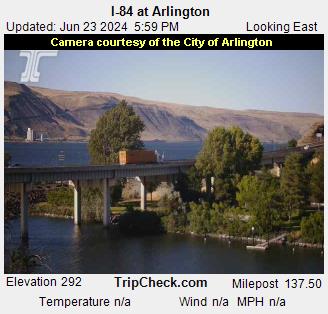 I-84 at Arlington
Updated: Jun 23 2024 5:59 PM Looking East
Camera courtesy of the City of Arlington
Elevation 292 TripCheck.com Milepost 137.50
Temperature n/a Wind n/a MPH n/a